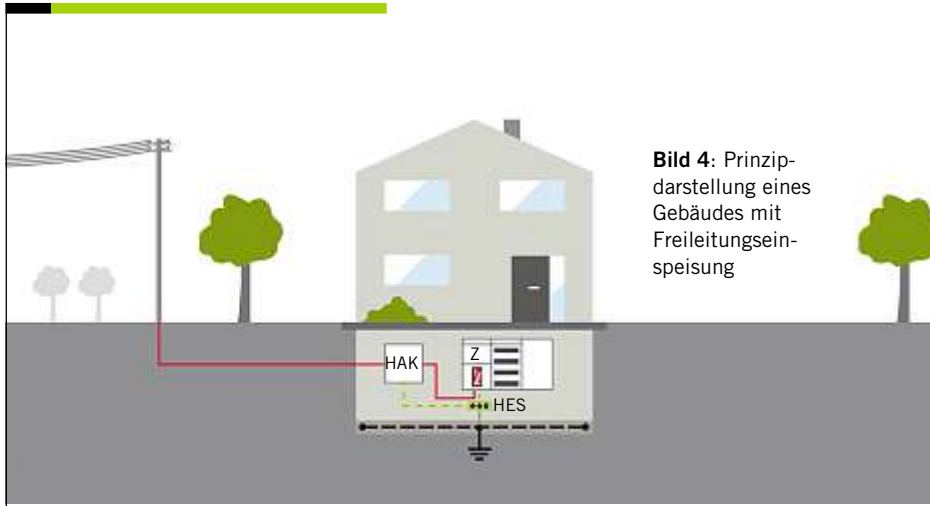 Bild 4: Prinzip-
darstellung eines
Gebäudes mit
Freileitungsein-
speisung
Z
HAK
HES